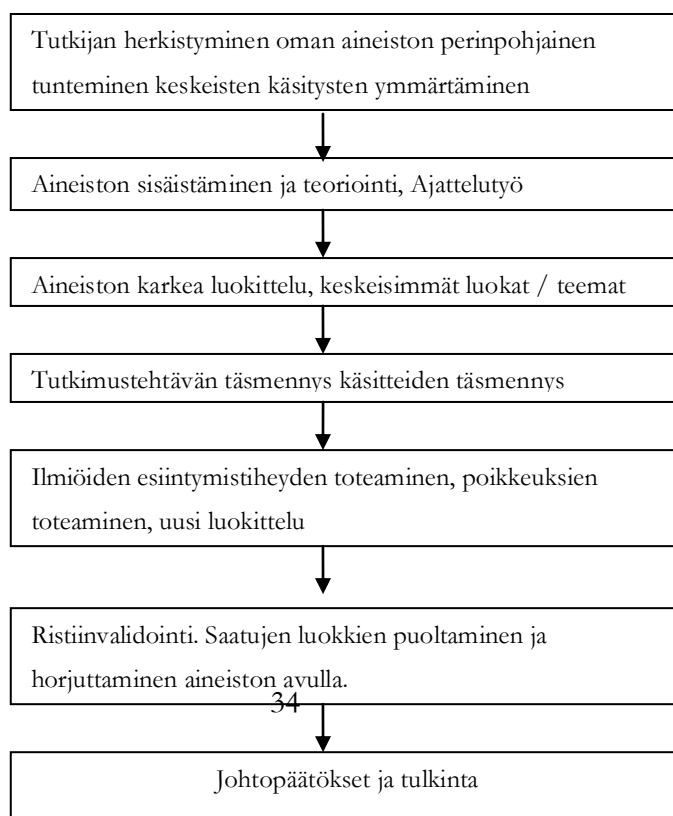 Tutkijan herkistyminen oman aineiston perinpohjainen
tunteminen keskeisten käsitysten ymmärtäminen
Aineiston sisäistäminen ja teoriointi, Ajattelutyö
Aineiston karkea luokittelu, keskeisimmät luokat / teemat
Tutkimustehtävän täsmennys käsitteiden täsmennys
Ilmiöiden esiintymistiheyden toteaminen, poikkeuksien
toteaminen, uusi luokittelu
Ristiinvalidointi. Saatujen luokkien puoltaminen ja
horjuttaminen aineiston avulla.
34
Johtopäätökset ja tulkinta